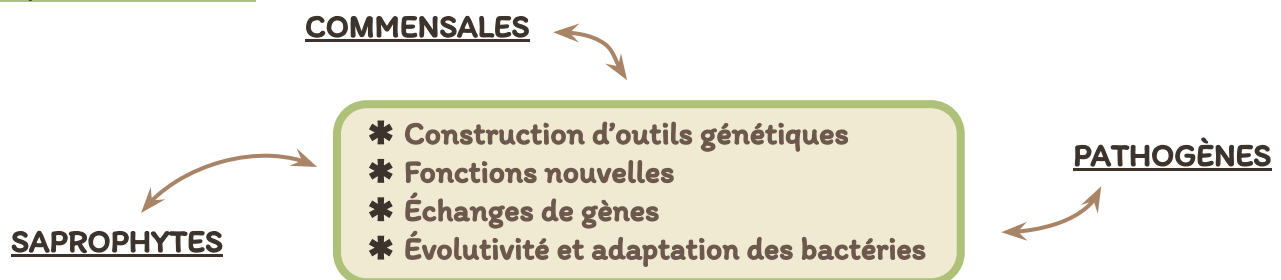 COMMENSALES
✱ Construction d'outils génétiques
✱ Fonctions nouvelles
✱ Échanges de gènes
✱ Évolutivité et adaptation des bactéries
PATHOGÈNES
SAPROPHYTES